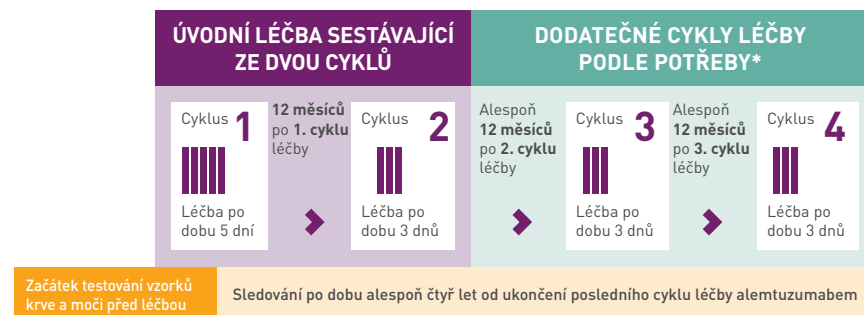 ÚVODNÍ LÉČBA SESTÁVAJÍCÍ
ZE DVOU CYKLŮ
DODATEČNÉ CYKLY LÉČBY
PODLE POTŘEBY*
Cyklus 1
Léčba po
dobu 5 dní
12 měsíců
po 1. cyklu
léčby
Cyklus 2
Léčba po
dobu 3 dnů
Alespoň
12 měsíců
po 2. cyklu
léčby
Cyklus 3
Léčba po
dobu 3 dnů
Alespoň
12 měsíců
po 3. cyklu
léčby
Cyklus 4
Léčba po
dobu 3 dnů
Začátek testování vzorků
krve a moči před léčbou
Sledování po dobu alespoň čtyř let od ukončení posledního cyklu léčby alemtuzumabem